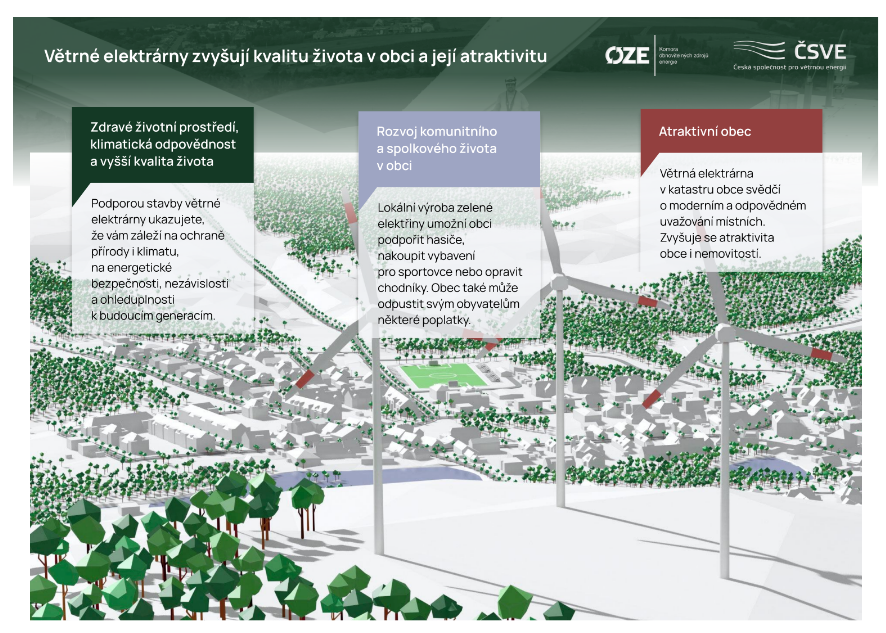 Větrné elektrárny zvyšují kvalitu života v obci a její atraktivitu
OZE
Komora
obnovitelných zdrojů
energie
ČSVE
Česká společnost pro větrnou energii
Zdravé životní prostředí,
klimatická odpovědnost
a vyšší kvalita života
Podporou stavby větrné
elektrárny ukazujete,
že vám záleží na ochraně
přírody i klimatu,
na energetické
bezpečnosti, nezávislosti
a ohleduplnosti
k budoucím generacím.
Rozvoj komunitního
a spolkového života
v obci
Lokální výroba zelené
elektřiny umožní obci
podpořit hasiče,
nakoupit vybavení
pro sportovce nebo opravit
chodníky. Obec také může
odpustit svým obyvatelům
některé poplatky.
Atraktivní obec
Větrná elektrárna
v katastru obce svědčí
o moderním a odpovědném
uvažování místních.
Zvyšuje se atraktivita
obce i nemovitostí.